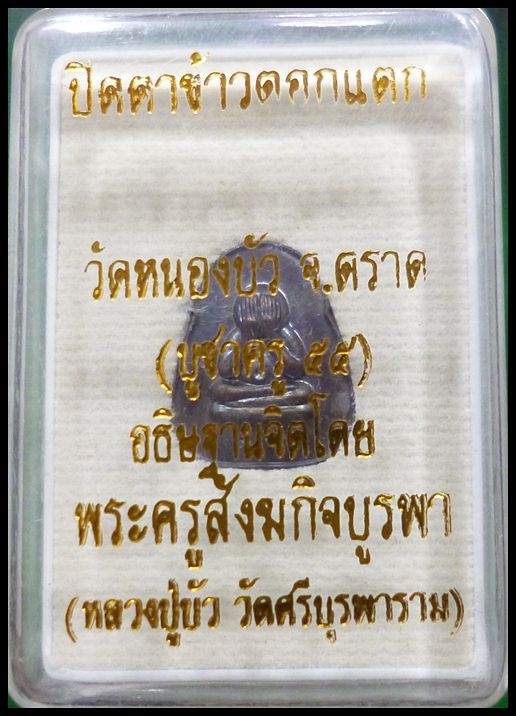 ปิดตาข้าวตอกแตก
วัดหนองบัว จ.ตราด
(บูชาครู ๕๕)
อธิษฐานจิตโดย
พระครูสังฆกิจบูรพา
(หลวงปู่บัว วัดศรีบุรพาราม)